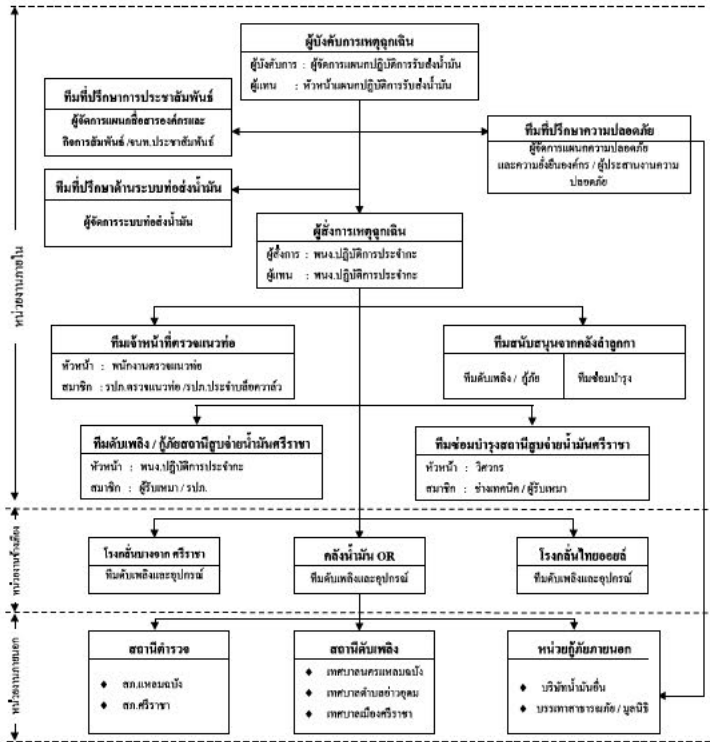 ผู้บังคับการเหตุฉุกเฉิน
ผู้บังคับการ : ผู้จัดการแผนกปฏิบัติการรับส่งน้ำมัน
ผู้แทน : หัวหน้าแผนกปฏิบัติการรับส่งน้ำมัน
ทีมที่ปรึกษาการประชาสัมพันธ์
ผู้จัดการแผนกสื่อสารองค์กรและ
กิจการสัมพันธ์ /จนท.ประชาสัมพันธ์
ทีมที่ปรึกษาความปลอดภัย
ผู้จัดการแผนกความปลอดภัย
และความยั่งยืนองค์กร / ผู้ประสานงานความ
ปลอดภัย
ทีมที่ปรึกษาด้านระบบท่อส่งน้ำมัน
ผู้จัดการระบบท่อส่งน้ำมัน
ผู้สั่งการเหตุฉุกเฉิน
ผู้สั่งการ : พนง.ปฏิบัติการประจำกะ
ผู้แทน : พนง.ปฏิบัติการประจำกะ
หน่วยงานภายใน
ทีมเจ้าหน้าที่ตรวจแนวท่อ
หัวหน้า : พนักงานตรวจแนวท่อ
สมาชิก : รปภ.ตรวจแนวท่อ /รปภ.ประจำบล็อควาล์ว
ทีมสนับสนุนจากคลังลำลูกกา
ทีมดับเพลิง / กู้ภัย
ทีมซ่อมบำรุง
ทีมดับเพลิง / กู้ภัยสถานีสูบจ่ายน้ำมันศรีราชา
หัวหน้า : พนง.ปฏิบัติการประจำกะ
สมาชิก : ผู้รับเหมา / รปภ.
ทีมซ่อมบำรุงสถานีสูบจ่ายน้ำมันศรีราชา
หัวหน้า : วิศวกร
สมาชิก : ช่างเทคนิค / ผู้รับเหมา
หน่วยงานข้างเคียง
โรงกลั่นบางจาก ศรีราชา
ทีมดับเพลิงและอุปกรณ์
คลังน้ำมัน OR
ทีมดับเพลิงและอุปกรณ์
โรงกลั่นไทยออยล์
ทีมดับเพลิงและอุปกรณ์
หน่วยงานภายนอก
สถานีตำรวจ
♦ สภ.แหลมฉบัง
♦ สภ.ศรีราชา
สถานีดับเพลิง
♦ เทศบาลนครแหลมฉบัง
♦ เทศบาลตำบลอ่าวอุดม
♦ เทศบาลเมืองศรีราชา
หน่วยกู้ภัยภายนอก
♦ บริษัทน้ำมันอื่น
♦ บรรเทาสาธารณภัย / มูลนิธิ